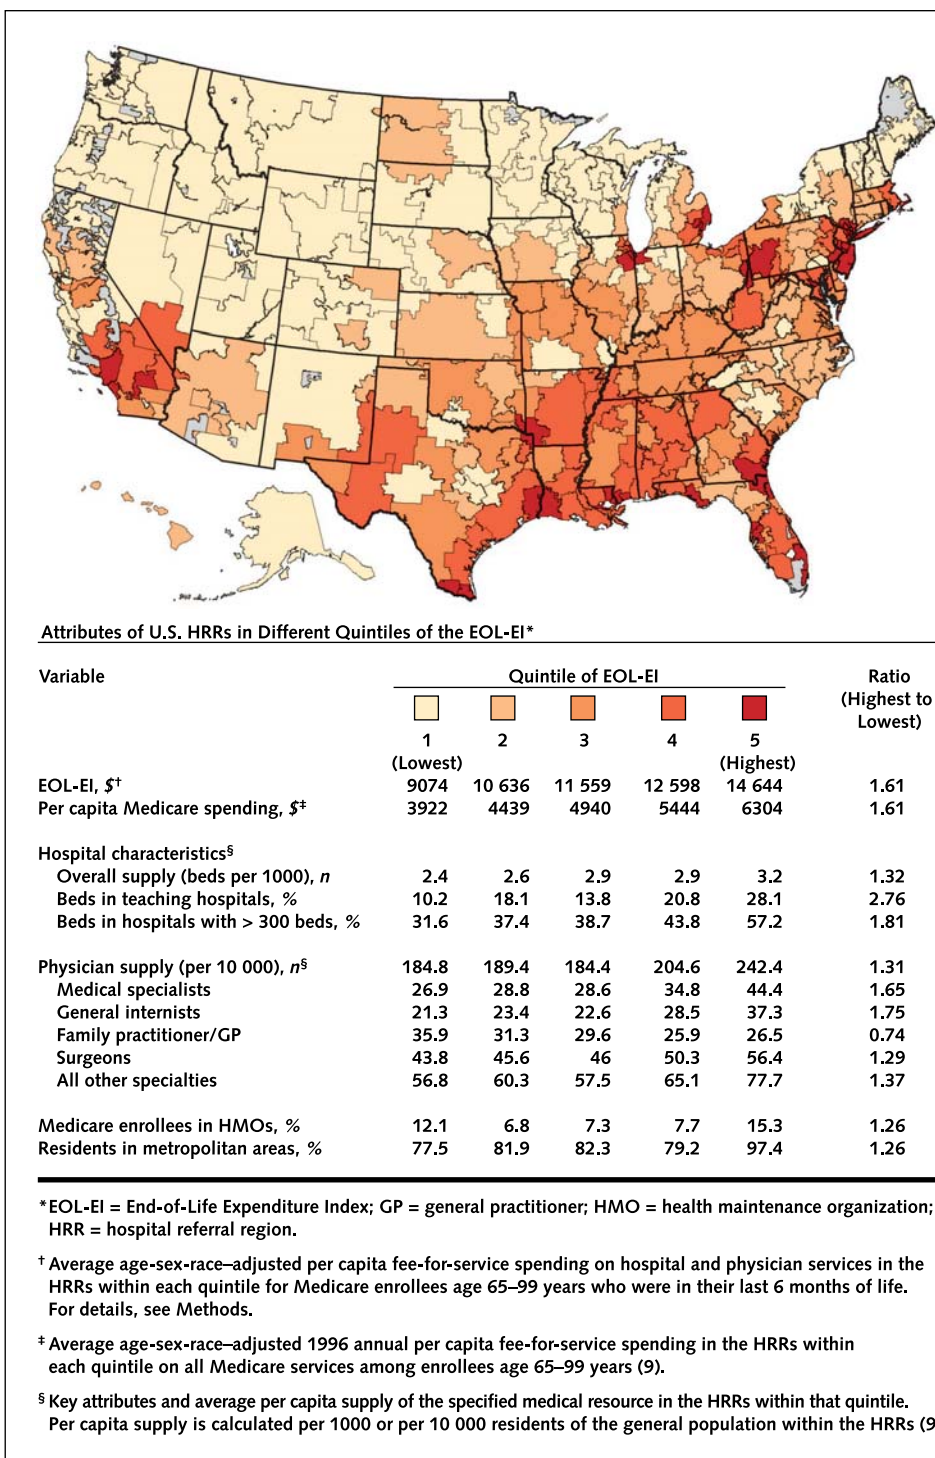 Attributes of U.S. HRRs in Different Quintiles of the EOL-EI*
Variable Quintile of EOL-EI Ratio (Highest to Lowest)
1 (Lowest) 2 3 4 5 (Highest)
EOL-EI, $† 9074 10 636 11 559 12 598 14 644 1.61
Per capita Medicare spending, $‡ 3922 4439 4940 5444 6304 1.61
Hospital characteristics§
Overall supply (beds per 1000), n 2.4 2.6 2.9 2.9 3.2 1.32
Beds in teaching hospitals, % 10.2 18.1 13.8 20.8 28.1 2.76
Beds in hospitals with > 300 beds, % 31.6 37.4 38.7 43.8 57.2 1.81
Physician supply (per 10 000), n§ 184.8 189.4 184.4 204.6 242.4 1.31
Medical specialists 26.9 28.8 28.6 34.8 44.4 1.65
General internists 21.3 23.4 22.6 28.5 37.3 1.75
Family practitioner/GP 35.9 31.3 29.6 25.9 26.5 0.74
Surgeons 43.8 45.6 46 50.3 56.4 1.29
All other specialties 56.8 60.3 57.5 65.1 77.7 1.37
Medicare enrollees in HMOs, % 12.1 6.8 7.3 7.7 15.3 1.26
Residents in metropolitan areas, % 77.5 81.9 82.3 79.2 97.4 1.26
*EOL-EI = End-of-Life Expenditure Index; GP = general practitioner; HMO = health maintenance organization;
HRR = hospital referral region.
† Average age-sex-race–adjusted per capita fee-for-service spending on hospital and physician services in the
HRRs within each quintile for Medicare enrollees age 65–99 years who were in their last 6 months of life.
For details, see Methods.
‡ Average age-sex-race–adjusted 1996 annual per capita fee-for-service spending in the HRRs within
each quintile on all Medicare services among enrollees age 65–99 years (9).
§ Key attributes and average per capita supply of the specified medical resource in the HRRs within that quintile.
Per capita supply is calculated per 1000 or per 10 000 residents of the general population within the HRRs (9